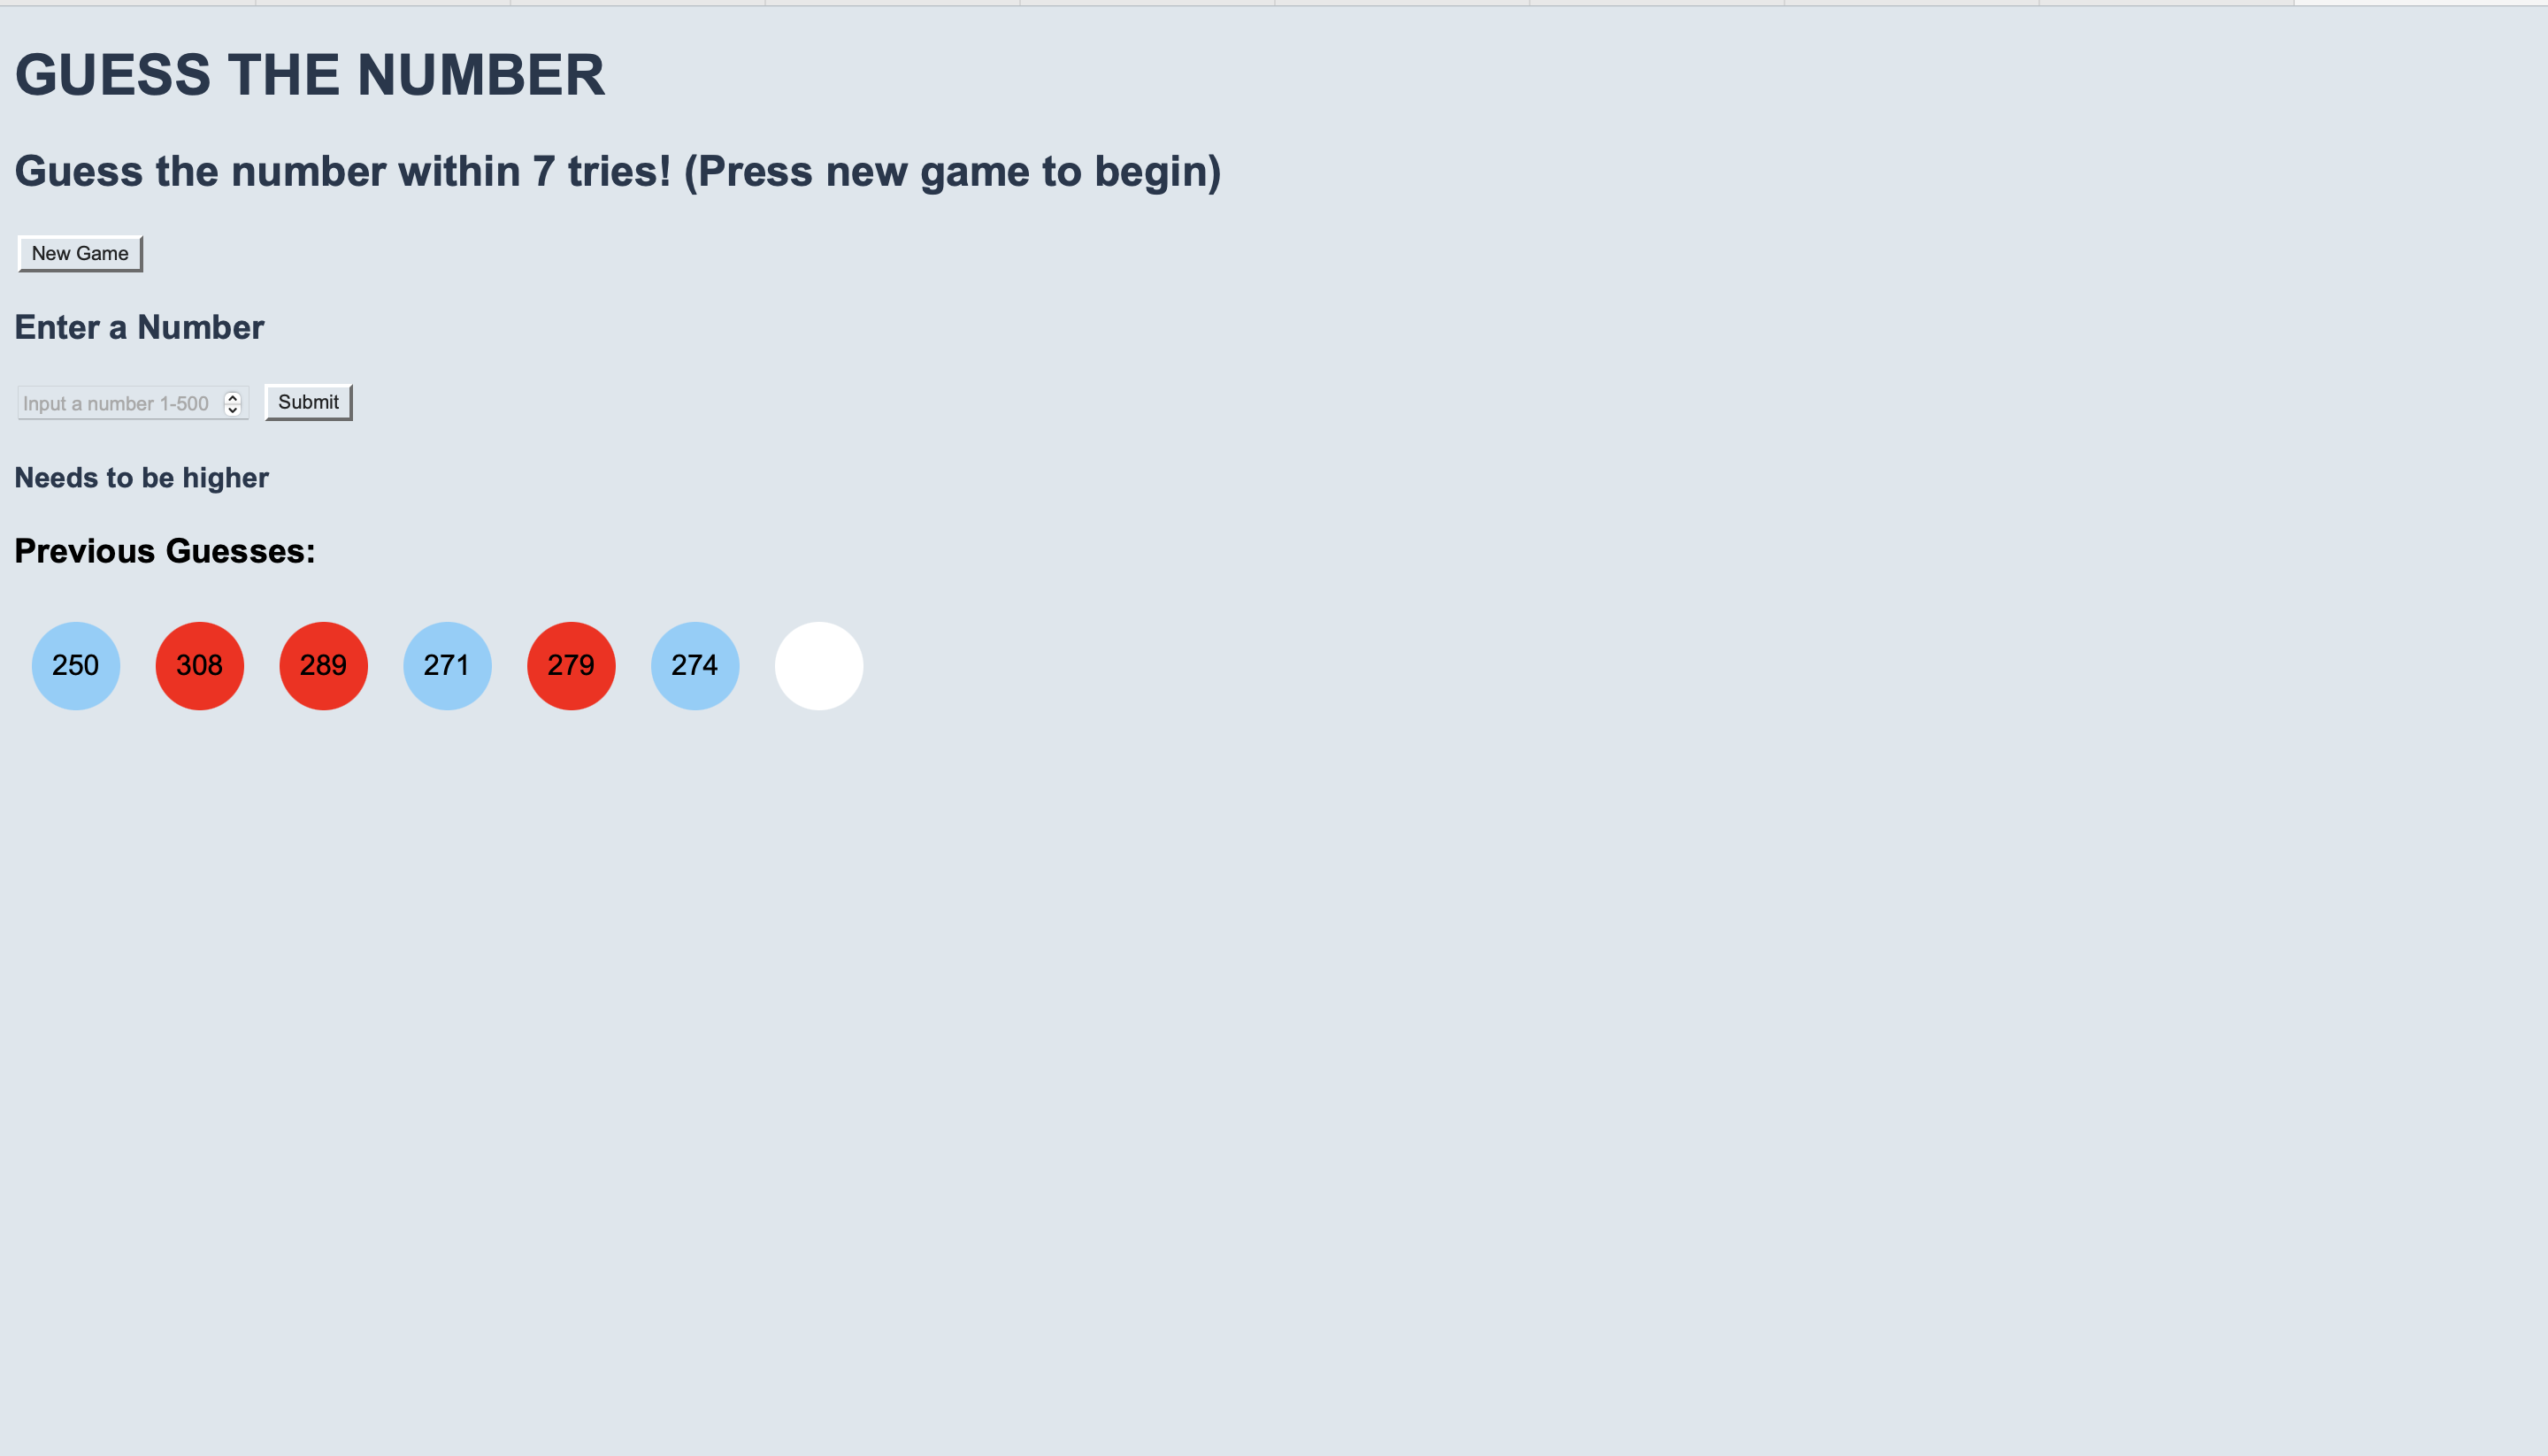 GUESS THE NUMBER
Guess the number within 7 tries! (Press new game to begin)
New Game
Enter a Number
Input a number 1-500 Submit
Needs to be higher
Previous Guesses:
250 308 289 271 279 274